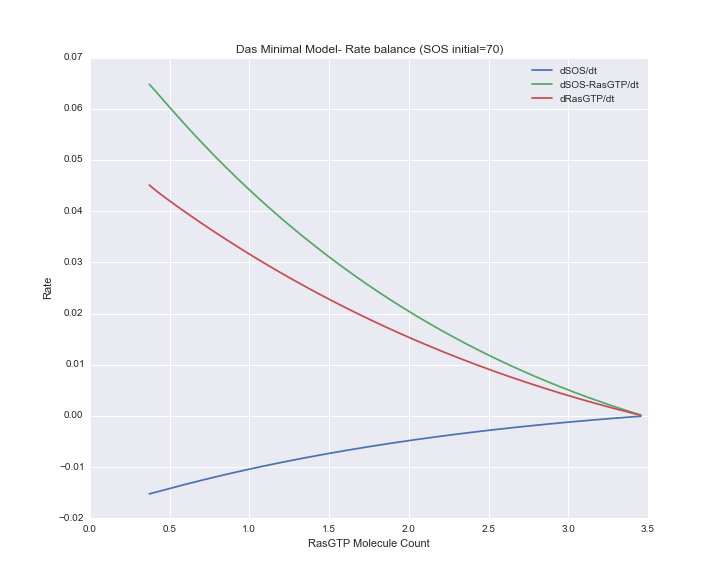 Das Minimal Model- Rate balance (SOS initial=70)
0.07
0.06
0.05
0.04
0.03
0.02
0.01
0.00
−0.01
−0.02
Rate
dSOS/dt
dSOS-RasGTP/dt
dRasGTP/dt
0.0 0.5 1.0 1.5 2.0 2.5 3.0 3.5
RasGTP Molecule Count